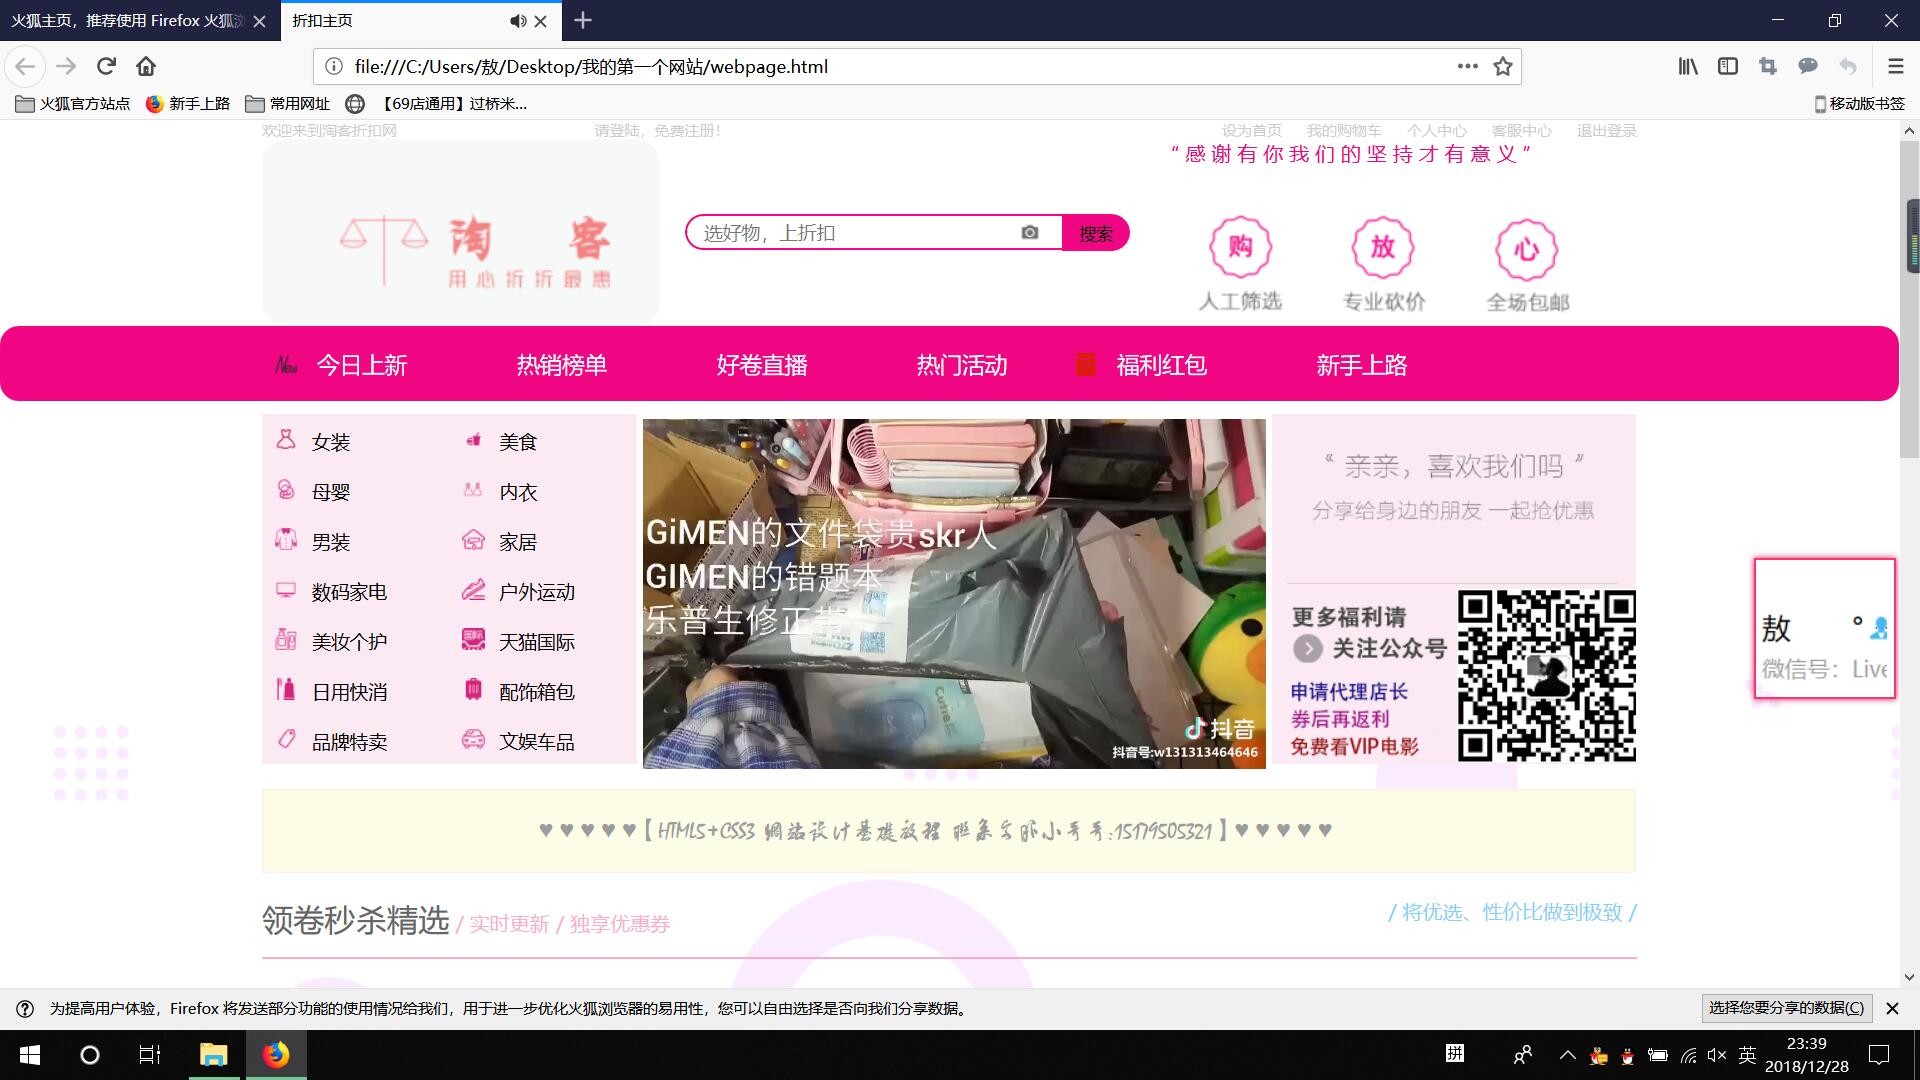 火狐主页，推荐使用 Firefox 火狐浏
折扣主页
file:///C:/Users/敖/Desktop/我的第一个网站/webpage.html
火狐官方站点
新手上路
常用网址
【69店通用】过桥米...
移动版书签
欢迎来到淘客折扣网
请登陆，免费注册！
设为首页
我的购物车
个人中心
客服中心
退出登录
“感谢有你我们的坚持才有意义”
淘客
用心折折最惠
选好物，上折扣
搜索
购
放
心
人工筛选
专业砍价
全场包邮
New
今日上新
热销榜单
好卷直播
热门活动
福利红包
新手上路
女装
美食
母婴
内衣
男装
家居
数码家电
户外运动
美妆个护
天猫国际
日用快消
配饰箱包
品牌特卖
文娱车品
GiMEN的文件袋贵skr人
GIMEN的错题本
乐普生修正带
抖音
抖音号:w131313464646
“ 亲亲，喜欢我们吗 ”
分享给身边的朋友 一起抢优惠
更多福利请
关注公众号
申请代理店长
券后再返利
免费看VIP电影
敖 °
微信号：Live
♥♥♥♥♥【HTML5+CSS3 網站设计基礎教程 联系
小哥哥:15179505321】♥♥♥♥♥
领卷秒杀精选 / 实时更新 / 独享优惠券
/ 将优选、性价比做到极致 /
为提高用户体验，Firefox 将发送部分功能的使用情况给我们，用于进一步优化火狐浏览器的易用性，您可以自由选择是否向我们分享数据。
选择您要分享的数据(C)
拼
英
23:39
2018/12/28